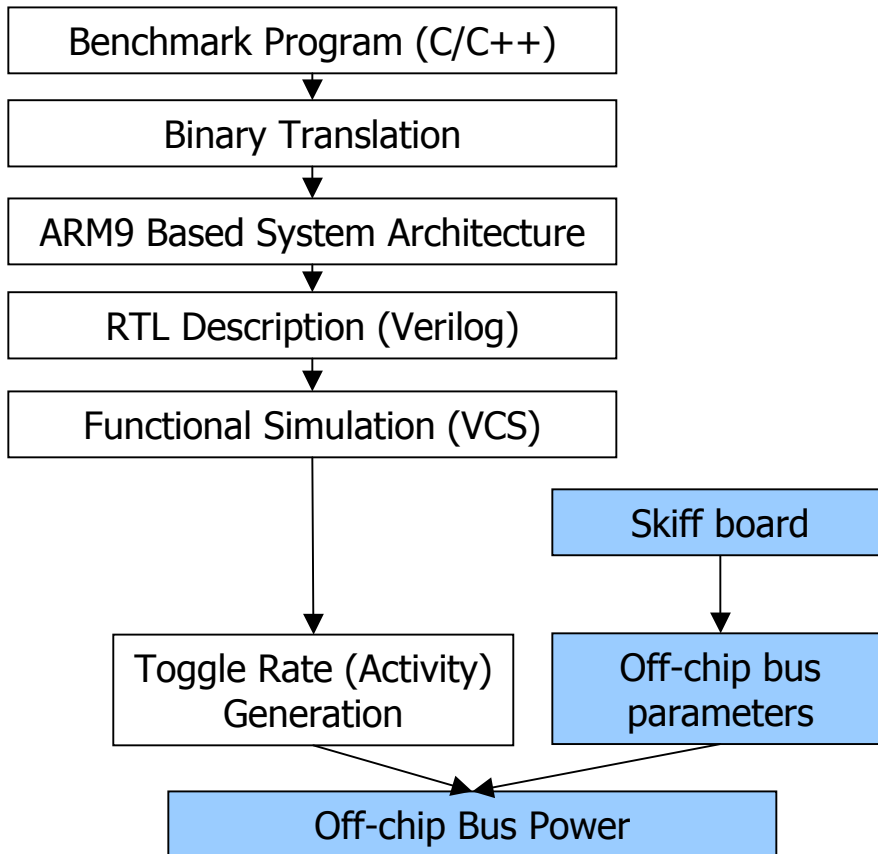 Benchmark Program (C/C++)
Binary Translation
ARM9 Based System Architecture
RTL Description (Verilog)
Functional Simulation (VCS)
Skiff board
Toggle Rate (Activity)
Generation
Off-chip bus
parameters
Off-chip Bus Power